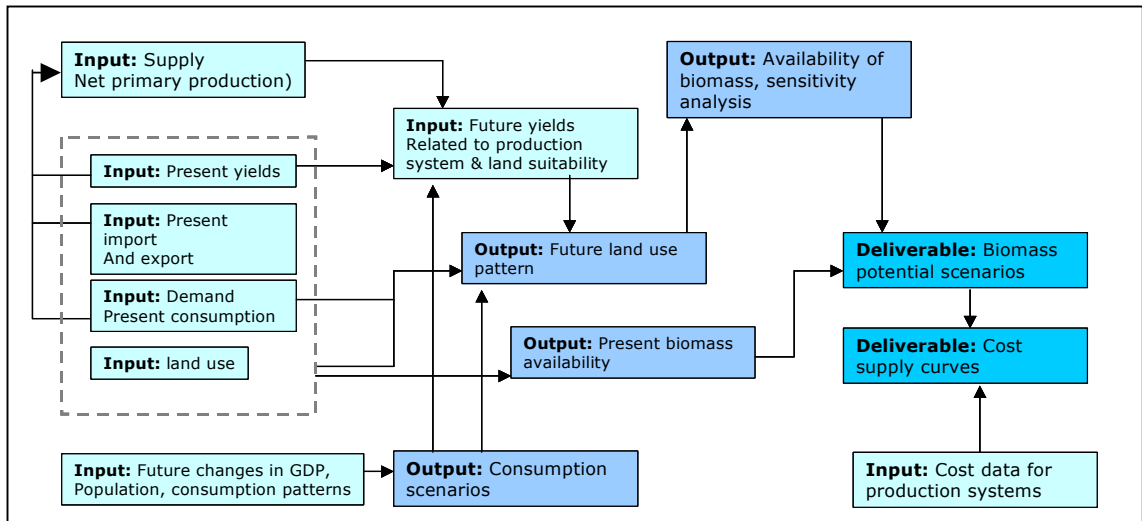 Input: Supply
Net primary production)
Output: Availability of
biomass, sensitivity
analysis
Input: Future yields
Related to production
system & land suitability
Input: Present yields
Input: Present
import
And export
Output: Future land use
pattern
Deliverable: Biomass
potential scenarios
Input: Demand
Present consumption
Input: land use
Output: Present biomass
availability
Deliverable: Cost
supply curves
Input: Future changes in GDP,
Population, consumption patterns
Output: Consumption
scenarios
Input: Cost data for
production systems